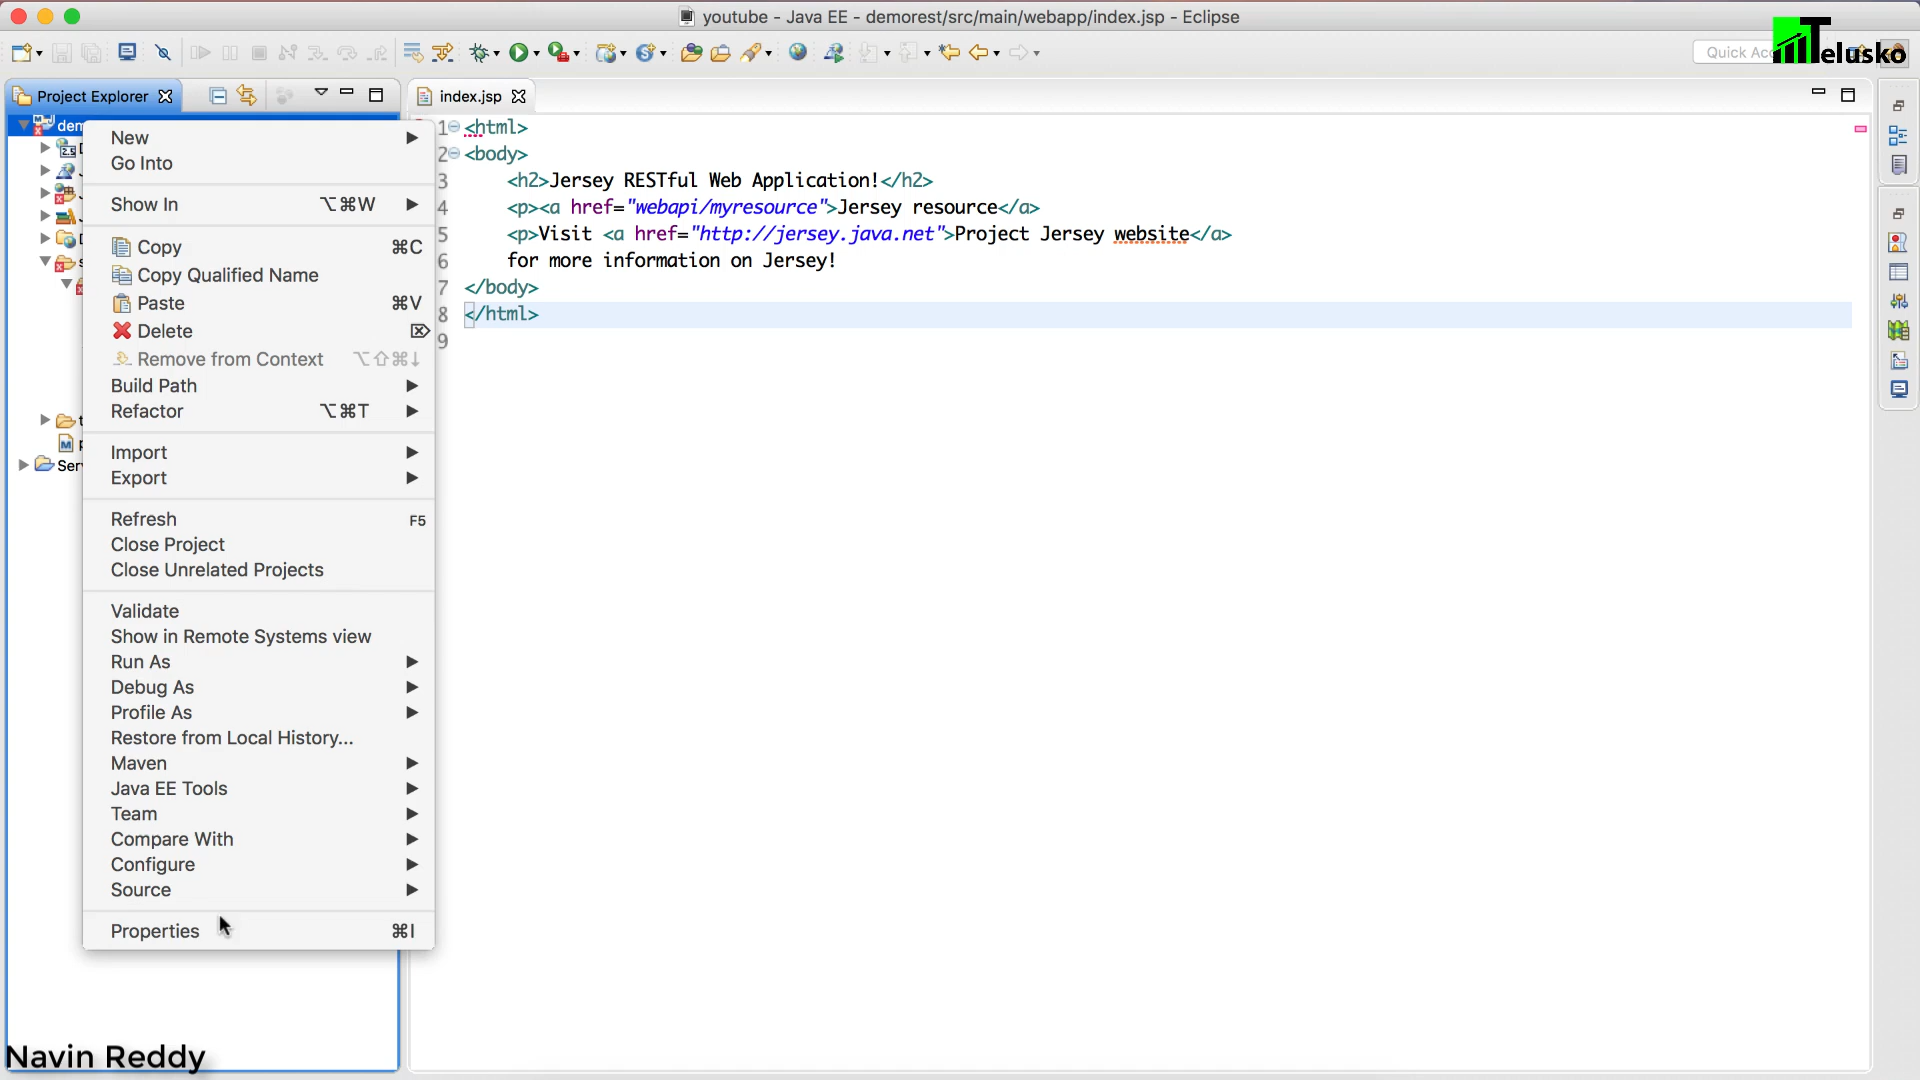 youtube - Java EE - demorest/src/main/webapp/index.jsp - Eclipse
Quick Acc
Telusko
Project Explorer
index.jsp
dem
New
Go Into
Show In ⌥⌘W
Copy ⌘C
Copy Qualified Name
Paste ⌘V
Delete ⌦
Remove from Context ⌥⇧⌘↓
Build Path
Refactor ⌥⌘T
Import
Export
Refresh F5
Close Project
Close Unrelated Projects
Validate
Show in Remote Systems view
Run As
Debug As
Profile As
Restore from Local History...
Maven
Java EE Tools
Team
Compare With
Configure
Source
Properties ⌘I
Ser
1 <html>
2 <body>
3 <h2>Jersey RESTful Web Application!</h2>
4 <p><a href="webapi/myresource">Jersey resource</a>
5 <p>Visit <a href="http://jersey.java.net">Project Jersey website</a>
6 for more information on Jersey!
7 </body>
8 </html>
9
Navin Reddy